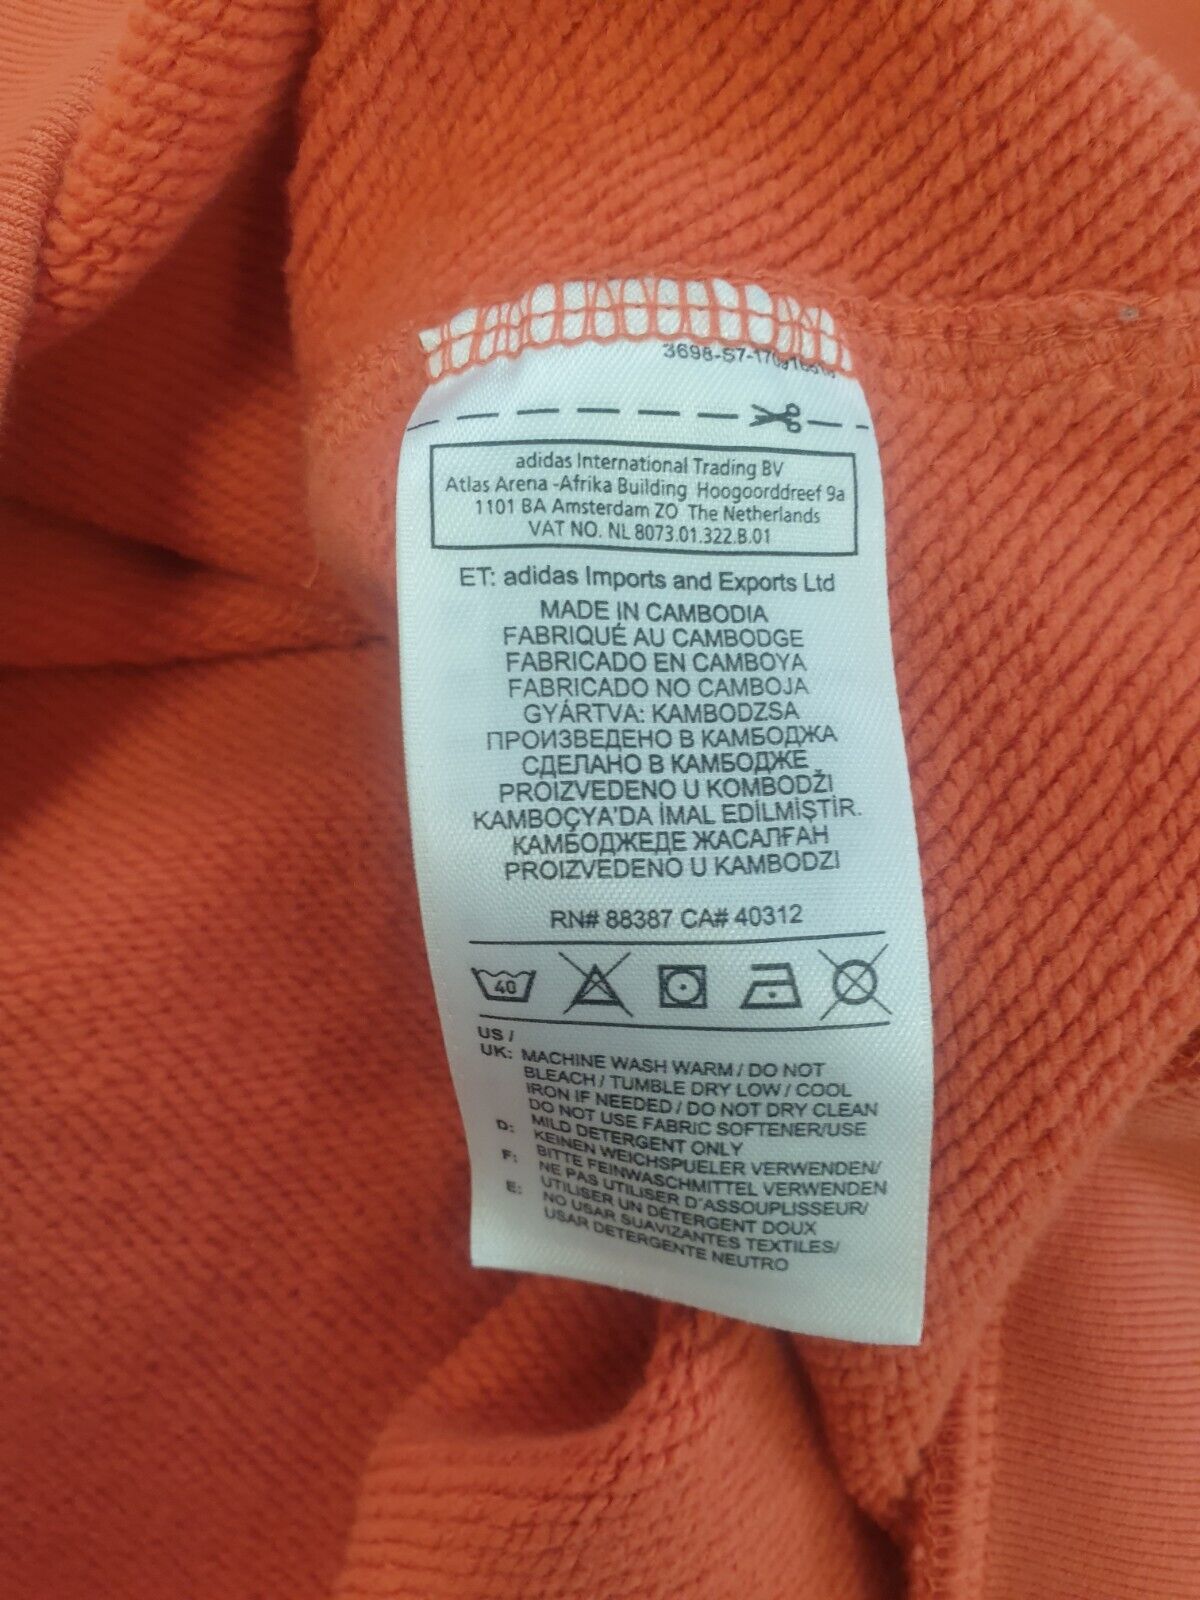 3698-S7-
adidas International Trading BV
Atlas Arena -Afrika Building Hoogoorddreef 9a
1101 BA Amsterdam ZO The Netherlands
VAT NO. NL 8073.01.322.B.01
ET: adidas Imports and Exports Ltd
MADE IN CAMBODIA
FABRIQUÉ AU CAMBODGE
FABRICADO EN CAMBOYA
FABRICADO NO CAMBOJA
GYÁRTVA: KAMBODZSA
ПРОИЗВЕДЕНО В КАМБОДЖА
СДЕЛАНО В КАМБОДЖЕ
PROIZVEDENO U KOMBODŽI
KAMBOÇYA'DA İMAL EDİLMİŞTİR.
КАМБОДЖЕДЕ ЖАСАЛҒАН
PROIZVEDENO U KAMBODZI
RN# 88387 CA# 40312
40
US /
UK: MACHINE WASH WARM / DO NOT
BLEACH / TUMBLE DRY LOW / COOL
IRON IF NEEDED / DO NOT DRY CLEAN
DO NOT USE FABRIC SOFTENER/USE
MILD DETERGENT ONLY
D: KEINEN WEICHSPUELER VERWENDEN/
BITTE FEINWASCHMITTEL VERWENDEN
F: NE PAS UTILISER D'ASSOUPLISSEUR/
UTILISER UN DÉTERGENT DOUX
E: NO USAR SUAVIZANTES TEXTILES/
USAR DETERGENTE NEUTRO